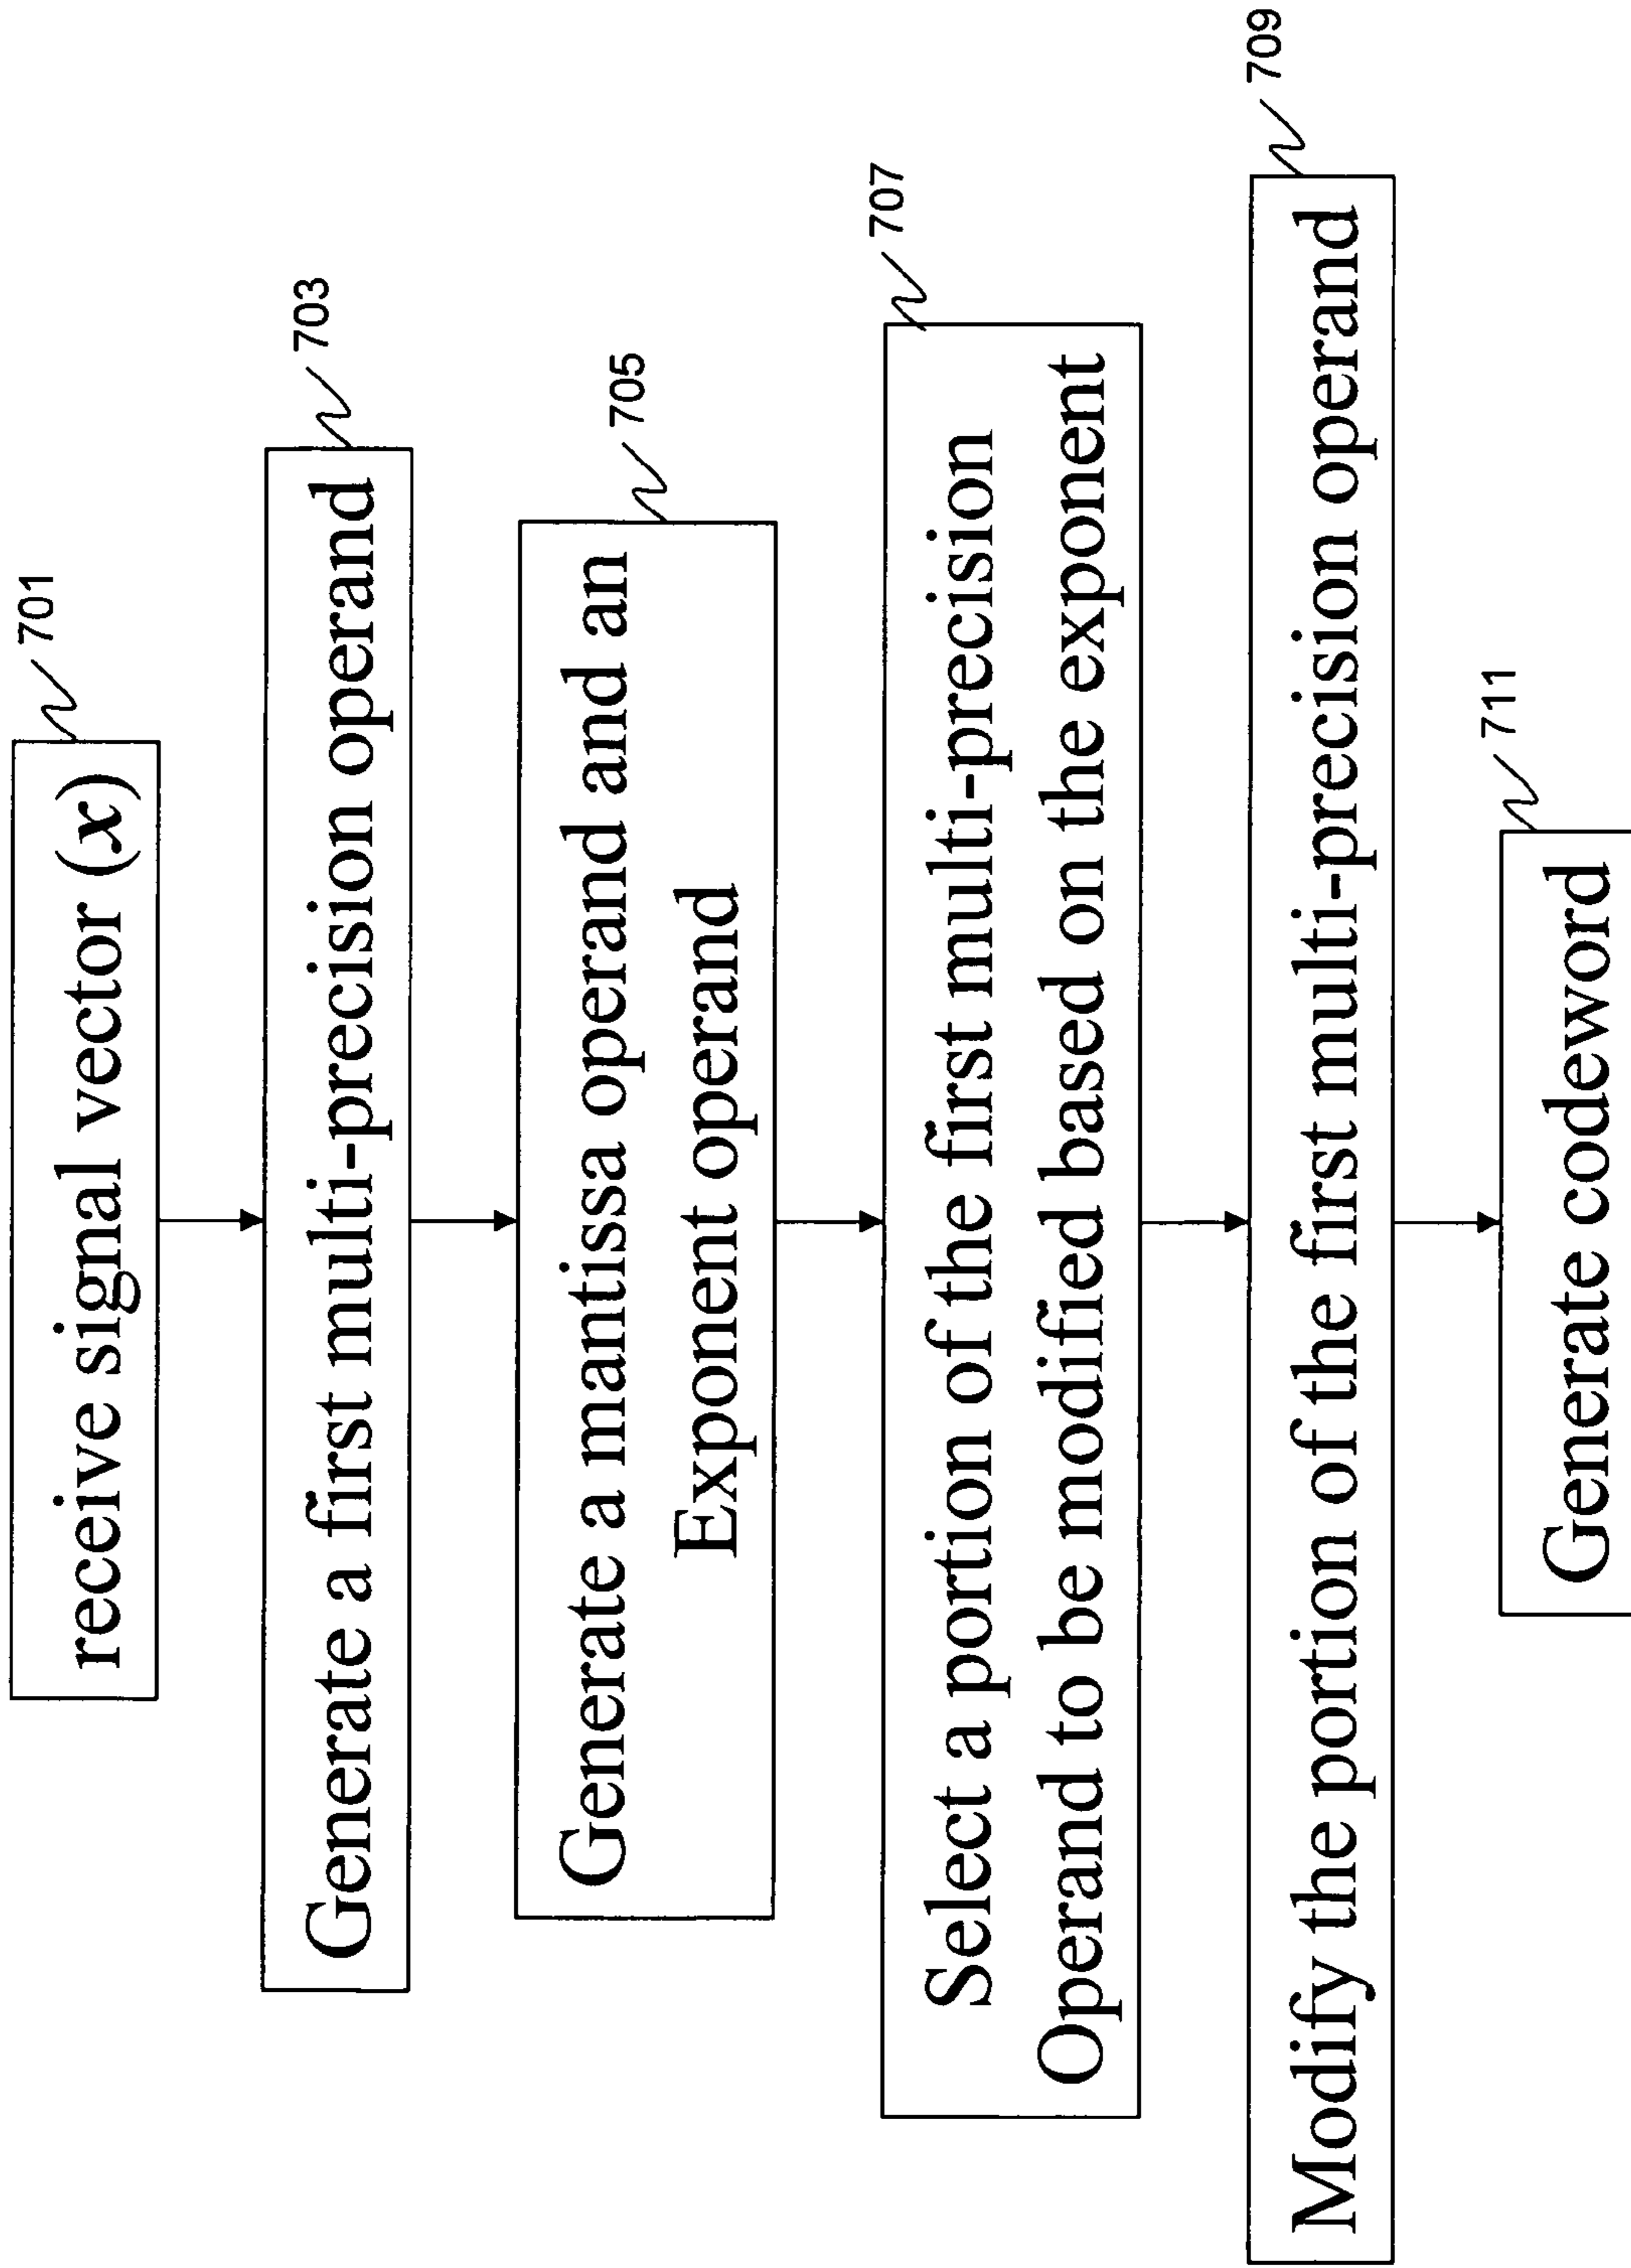 receive signal vector (x)
701
Generate a first multi-precision operand
703
Generate a mantissa operand and an
Exponent operand
705
Select a portion of the first multi-precision
Operand to be modified based on the exponent
707
Modify the portion of the first multi-precision operand
709
Generate codeword
711